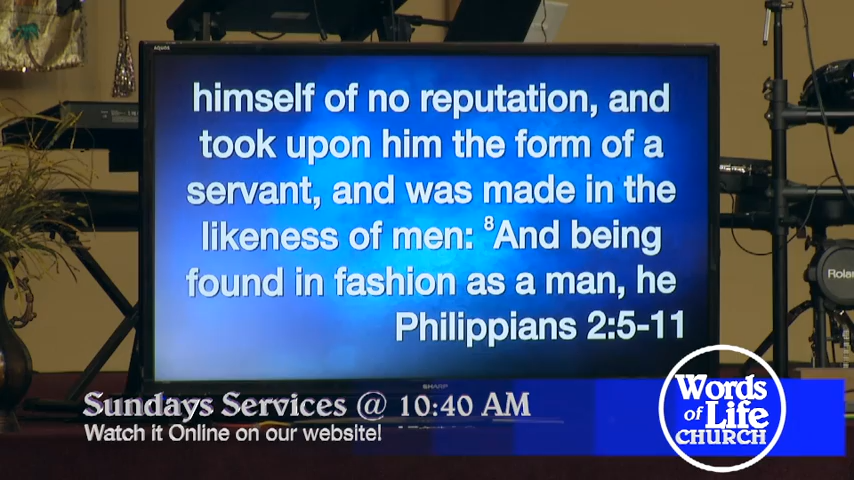 AQUOS
himself of no reputation, and
took upon him the form of a
servant, and was made in the
likeness of men: ⁸And being
found in fashion as a man, he
Philippians 2:5-11
Roland
SHARP
Sundays Services @ 10:40 AM
Watch it Online on our website!
Words
of Life
CHURCH